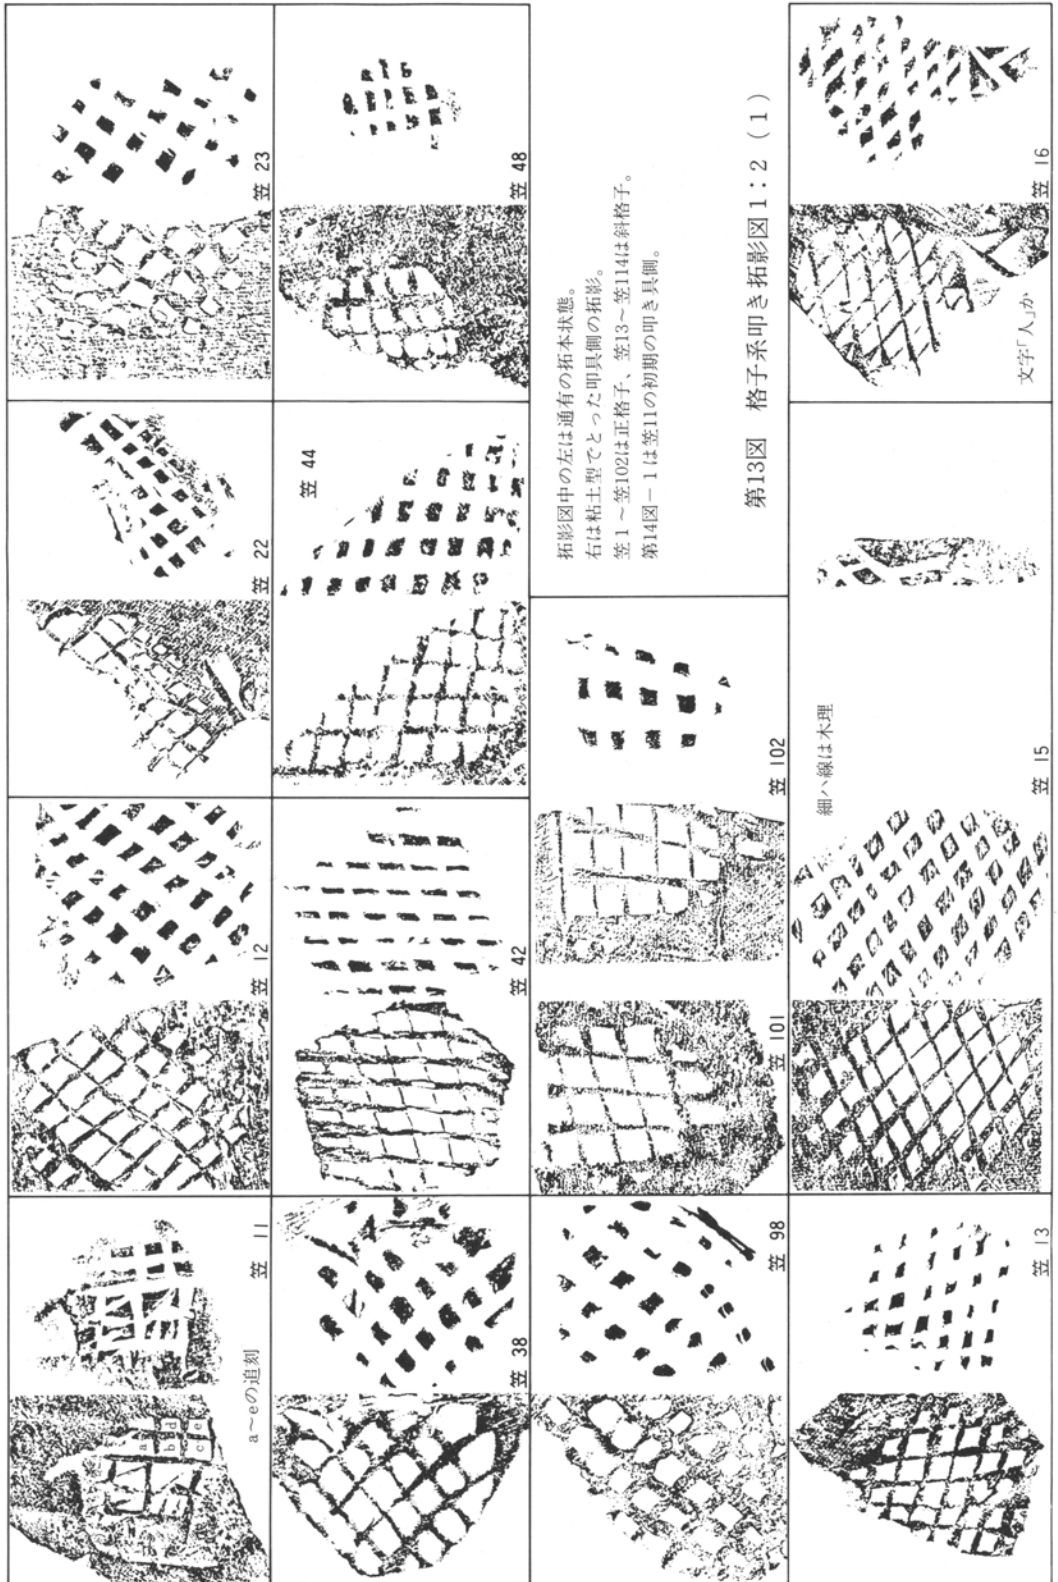 笠 11
a～eの追刻
笠 12
笠 22
笠 23
笠 38
笠 42
笠 44
笠 48
笠 98
笠 101
笠 102
拓影図中の左は通有の拓本状態。
右は粘土型でとった叩具側の拓影。
笠１～笠102は正格子、笠13～笠114は斜格子。
第14図－１は笠11の初期の叩き具側。
第13図　格子系叩き拓影図１：２（１）
笠 13
笠 15
細ハ線は木理
笠 16
文字「人」か
a
b
d
c
e